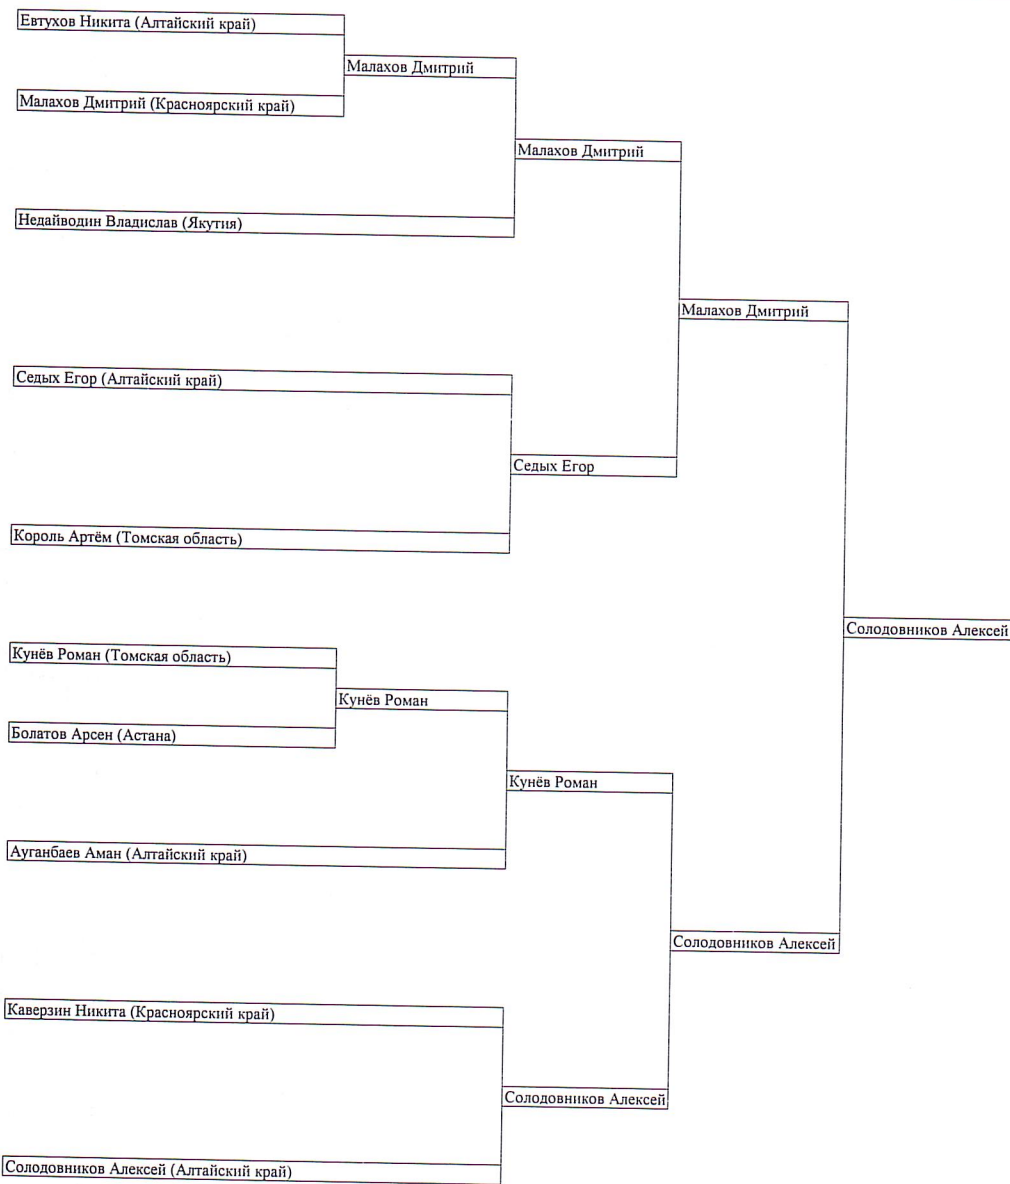 Евтухов Никита (Алтайский край)
Малахов Дмитрий
Малахов Дмитрий (Красноярский край)
Малахов Дмитрий
Недайводин Владислав (Якутия)
Малахов Дмитрий
Седых Егор (Алтайский край)
Седых Егор
Король Артём (Томская область)
Солодовников Алексей
Кунёв Роман (Томская область)
Кунёв Роман
Болатов Арсен (Астана)
Кунёв Роман
Ауганбаев Аман (Алтайский край)
Солодовников Алексей
Каверзин Никита (Красноярский край)
Солодовников Алексей
Солодовников Алексей (Алтайский край)